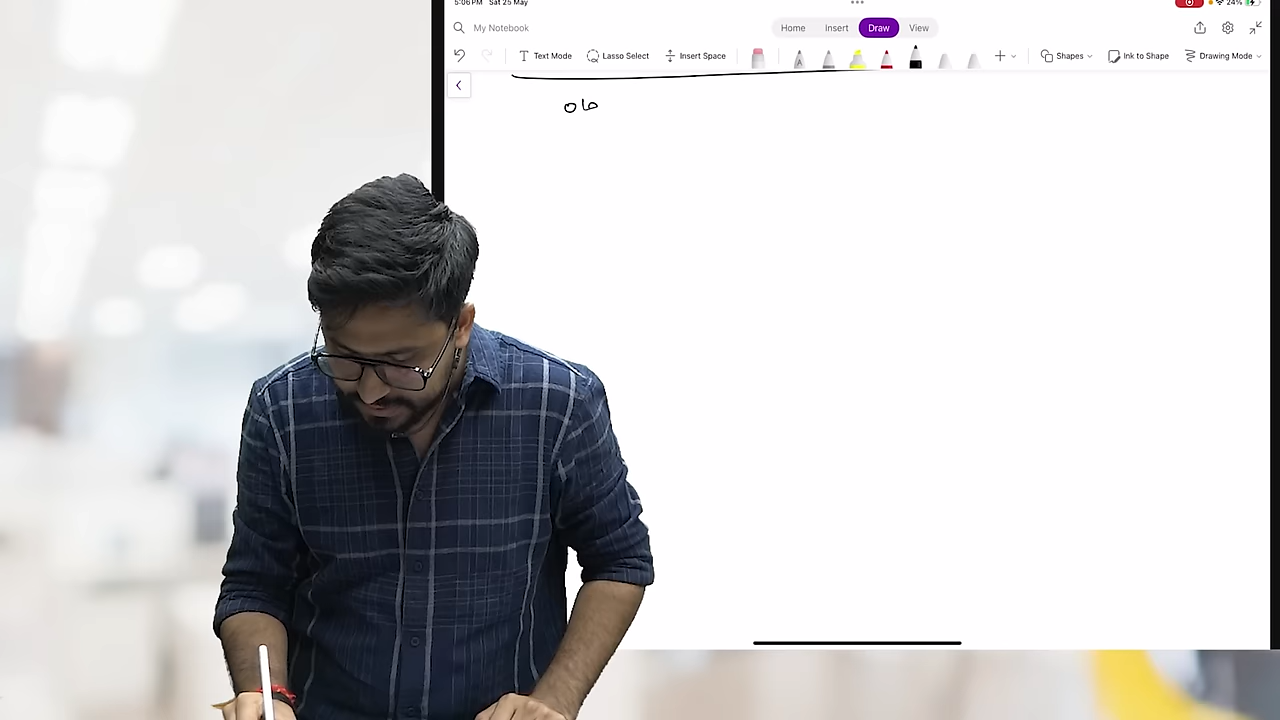 5:06 PM Sat 25 May 24%
My Notebook Home Insert Draw View
Text Mode Lasso Select Insert Space Shapes Ink to Shape Drawing Mode